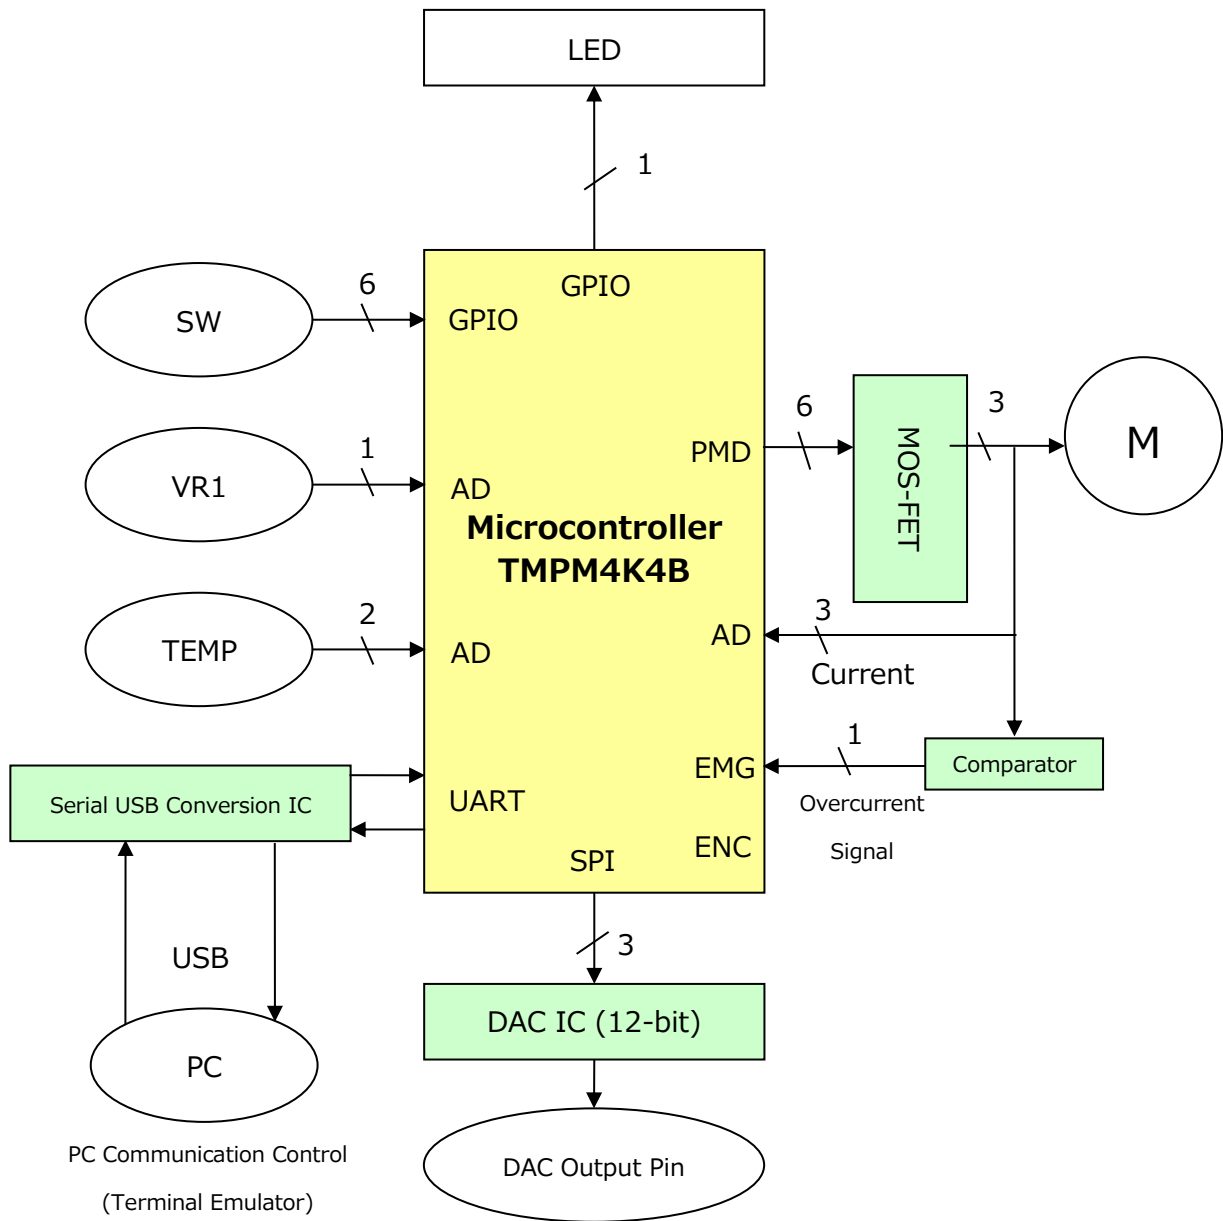 LED
1
GPIO
SW
6
GPIO
VR1
1
AD
Microcontroller
TMPM4K4B
TEMP
2
AD
PMD
6
MOS-FET
3
M
AD
3
Current
EMG
1
Comparator
Overcurrent
Signal
ENC
Serial USB Conversion IC
UART
SPI
USB
3
PC
DAC IC (12-bit)
PC Communication Control
(Terminal Emulator)
DAC Output Pin